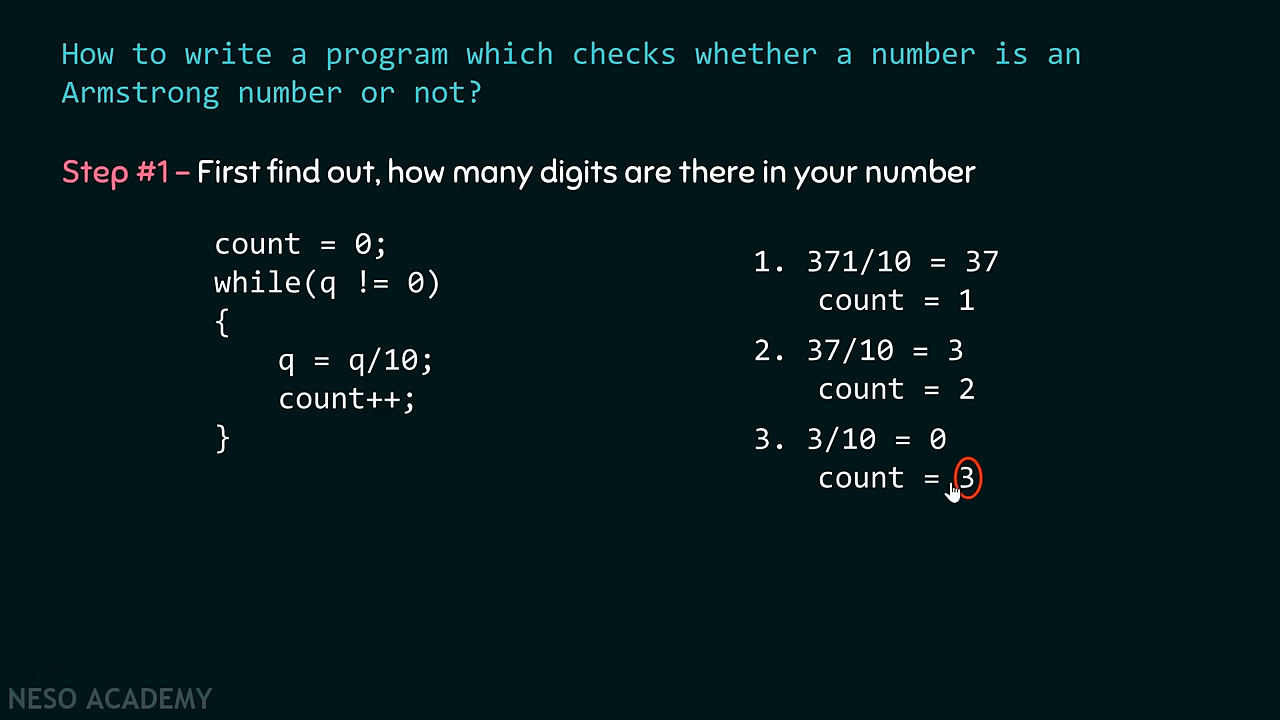 How to write a program which checks whether a number is an
Armstrong number or not?
Step #1 – First find out, how many digits are there in your number
count = 0;
while(q != 0)
{
q = q/10;
count++;
}
1. 371/10 = 37
count = 1
2. 37/10 = 3
count = 2
3. 3/10 = 0
count = 3
NESO ACADEMY